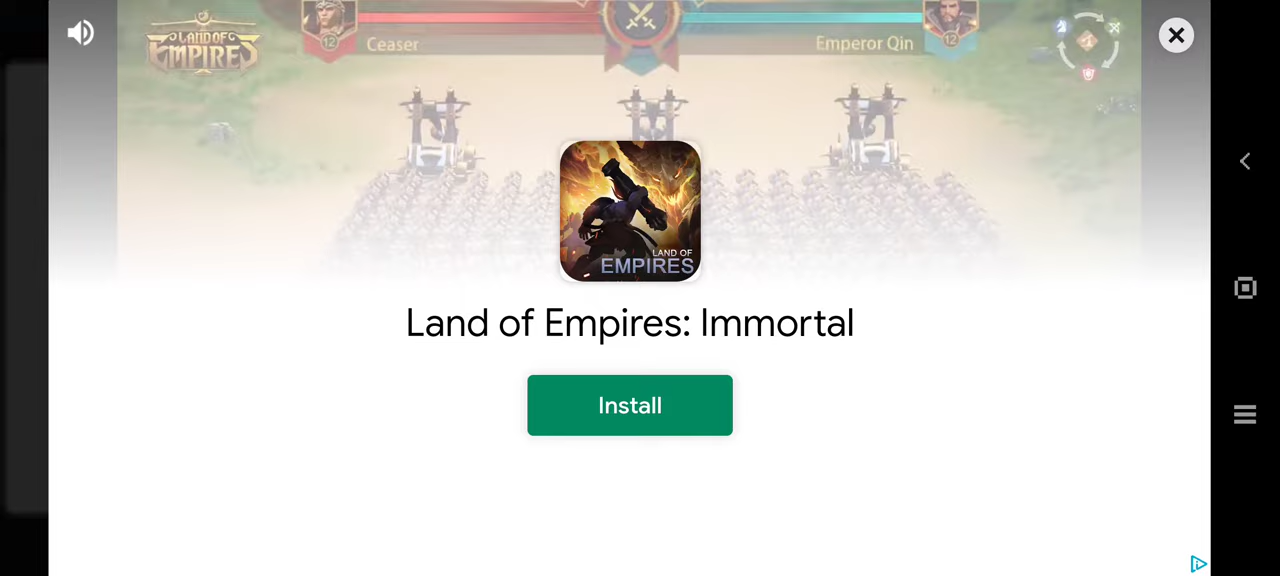 LAND OF
EMPIRES
12
Ceaser
Emperor Qin
12
LAND OF
EMPIRES
Land of Empires: Immortal
Install